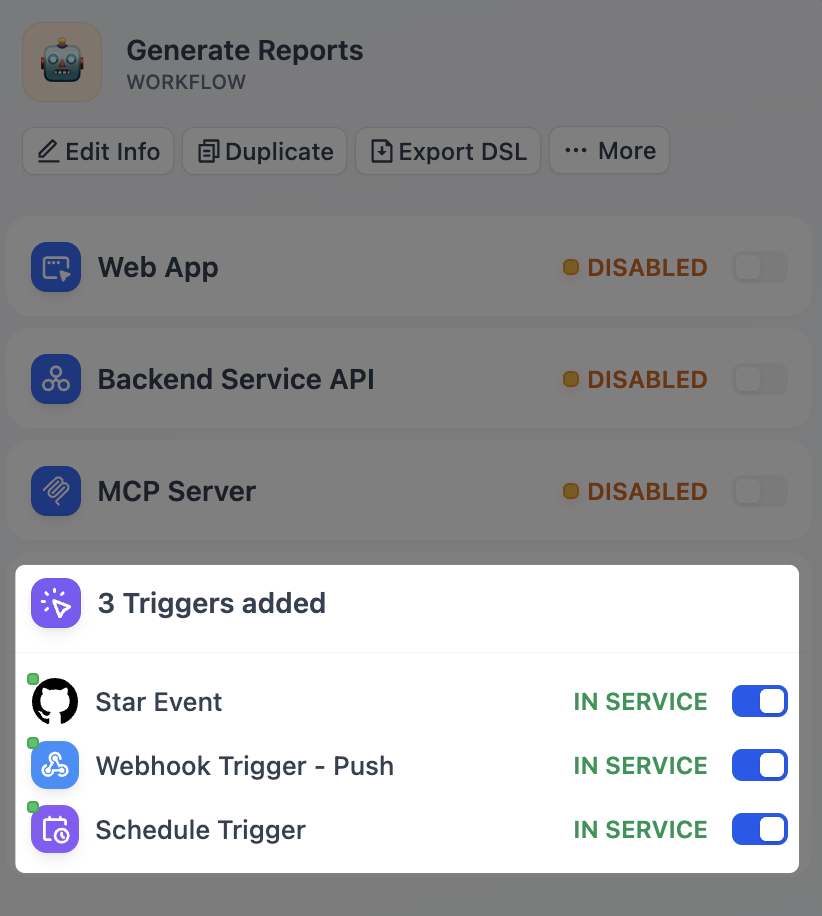 Generate Reports
WORKFLOW
Edit Info
Duplicate
Export DSL
··· More
Web App
DISABLED
Backend Service API
DISABLED
MCP Server
DISABLED
3 Triggers added
Star Event
IN SERVICE
Webhook Trigger - Push
IN SERVICE
Schedule Trigger
IN SERVICE